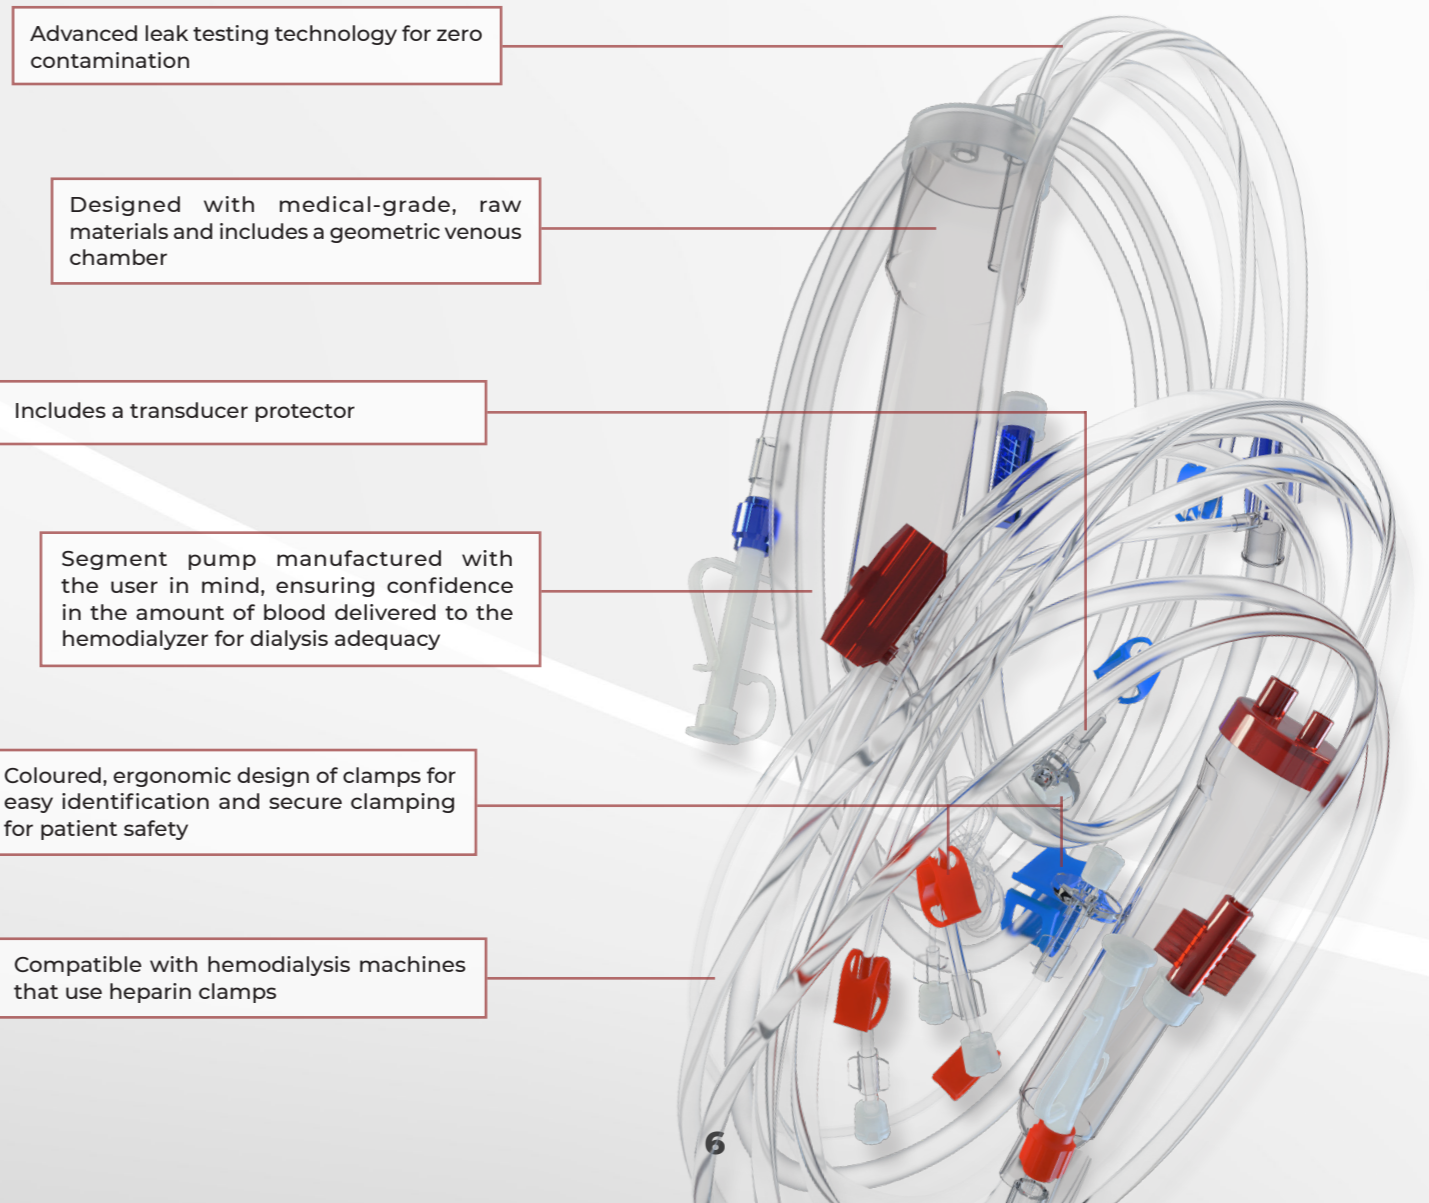 Advanced leak testing technology for zero
contamination
Designed with medical-grade, raw
materials and includes a geometric venous
chamber
Includes a transducer protector
Segment pump manufactured with
the user in mind, ensuring confidence
in the amount of blood delivered to the
hemodialyzer for dialysis adequacy
Coloured, ergonomic design of clamps for
easy identification and secure clamping
for patient safety
Compatible with hemodialysis machines
that use heparin clamps
6